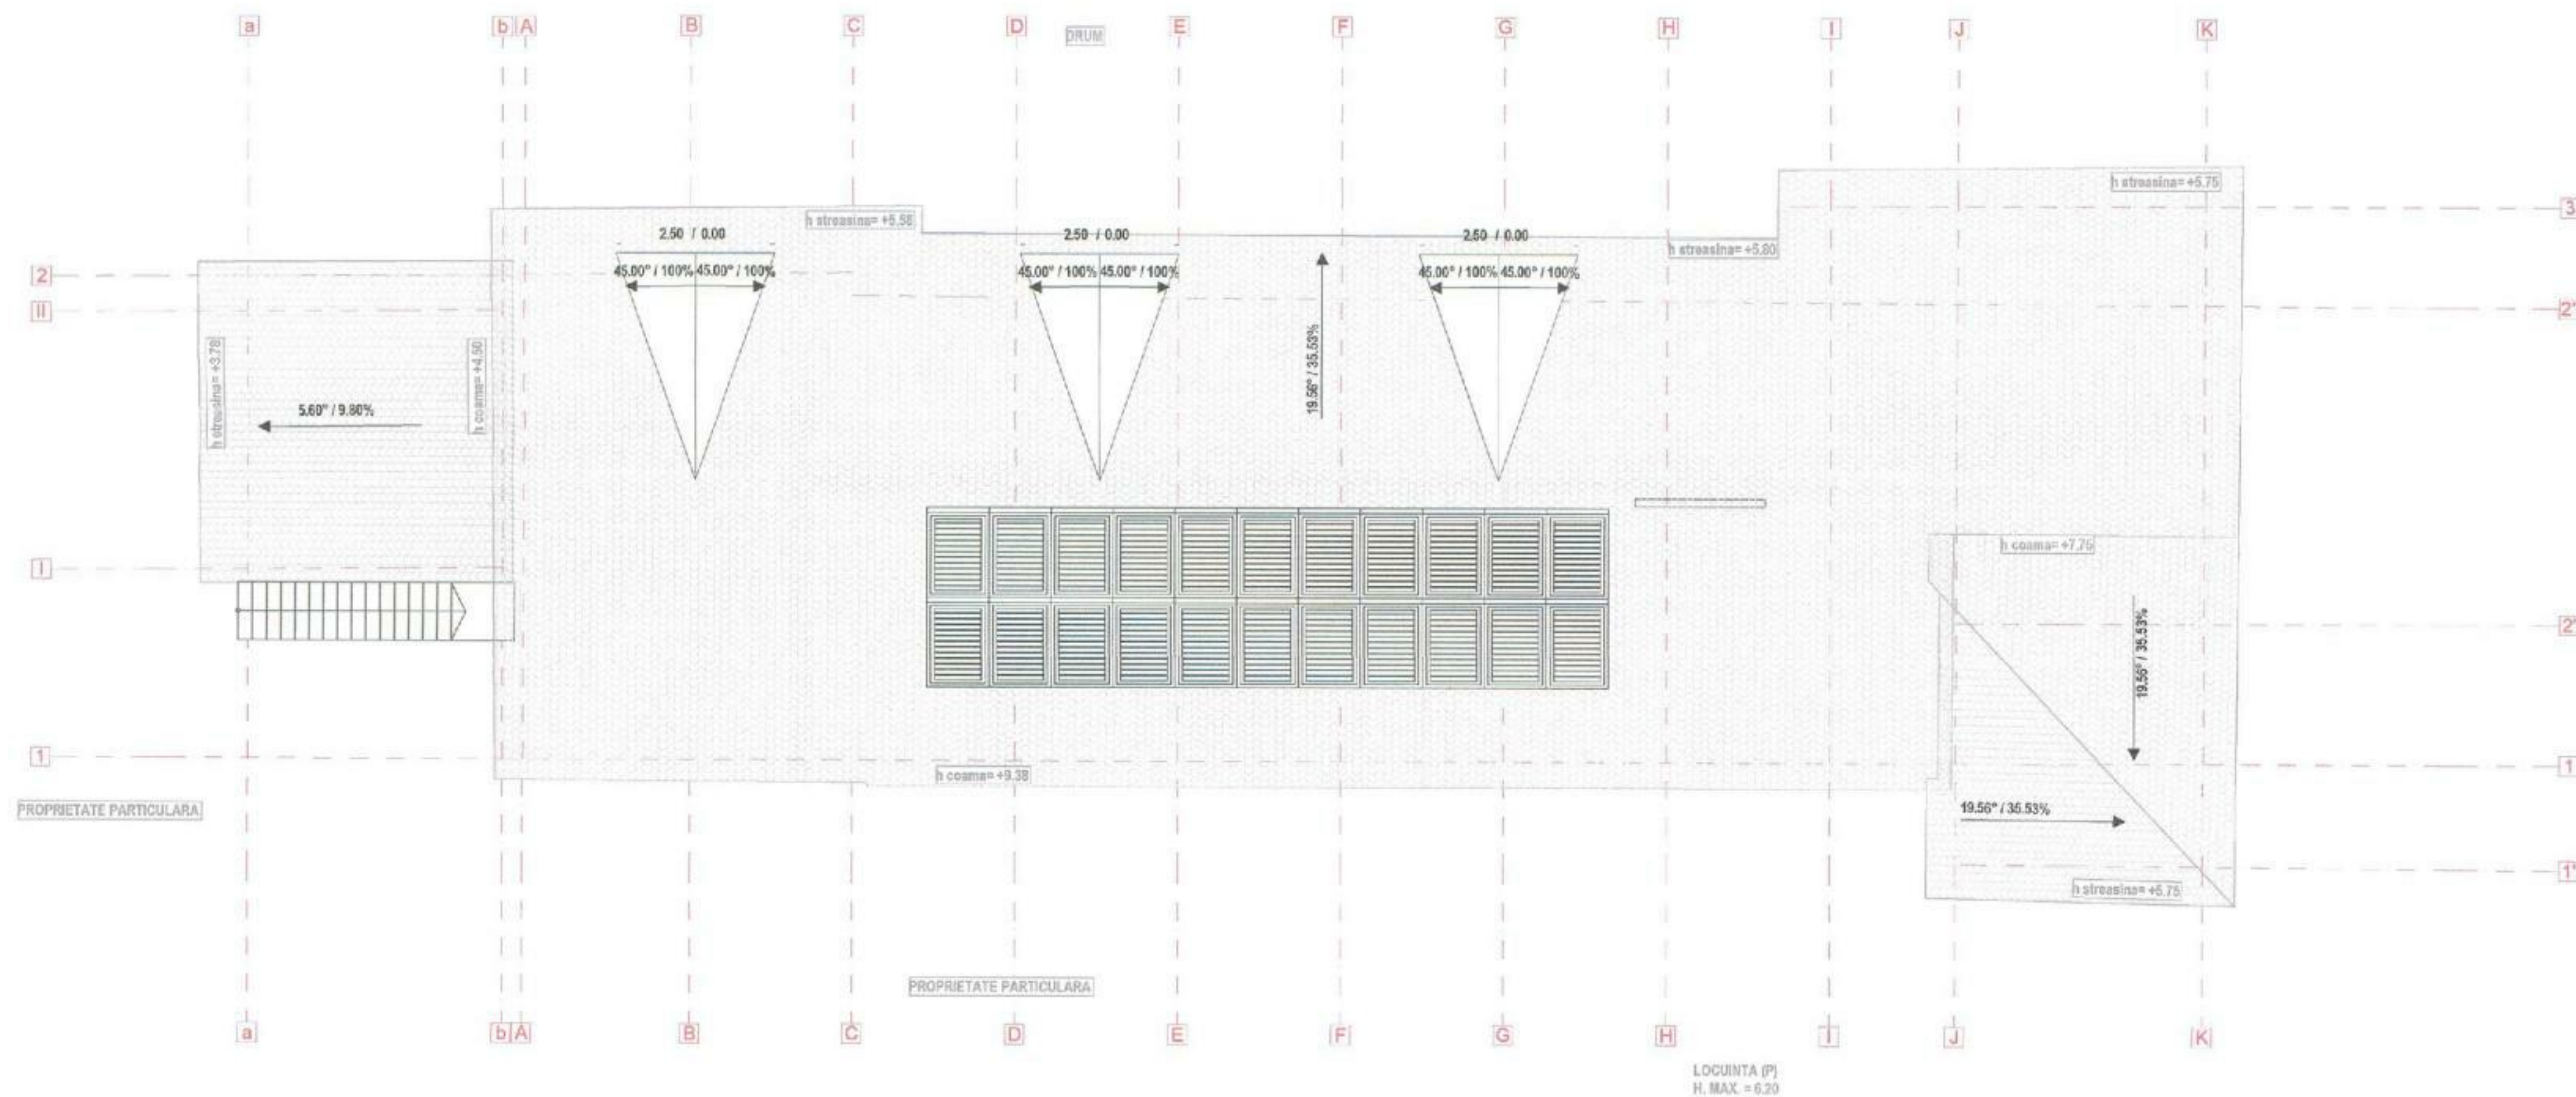 a b A B C D DRUM E F G H I J K
h streasina= +5.75
3
h streasina= +5.58
2.50 / 0.00 2.50 / 0.00 2.50 / 0.00
h streasina= +5.80
45.00° / 100% 45.00° / 100% 45.00° / 100% 45.00° / 100% 45.00° / 100% 45.00° / 100%
2
II
2"
h streasina= +3.78
h coama= +4.50
19.56° / 35.53%
5.60° / 9.80%
h coama= +7.75
I
2'
19.56° / 35.53%
1
1
h coama= +9.38
PROPRIETATE PARTICULARA
19.56° / 35.53%
1'
h streasina= +5.75
PROPRIETATE PARTICULARA
a b A B C D E F G H I J K
LOCUINTA (P)
H. MAX. = 6.20